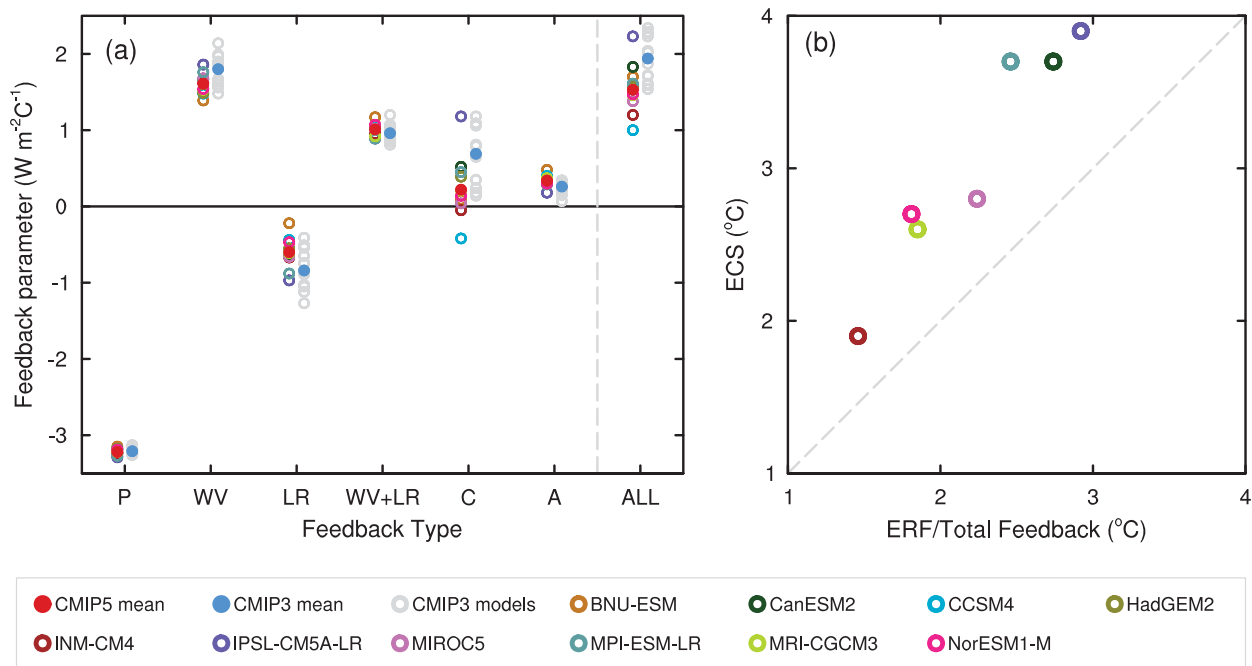 (a)
Feedback parameter (W m-2C-1)
2
1
0
-1
-2
-3
P WV LR WV+LR C A ALL
Feedback Type
(b)
ECS (°C)
4
3
2
1
1 2 3 4
ERF/Total Feedback (°C)
CMIP5 mean CMIP3 mean CMIP3 models BNU-ESM CanESM2 CCSM4 HadGEM2
INM-CM4 IPSL-CM5A-LR MIROC5 MPI-ESM-LR MRI-CGCM3 NorESM1-M